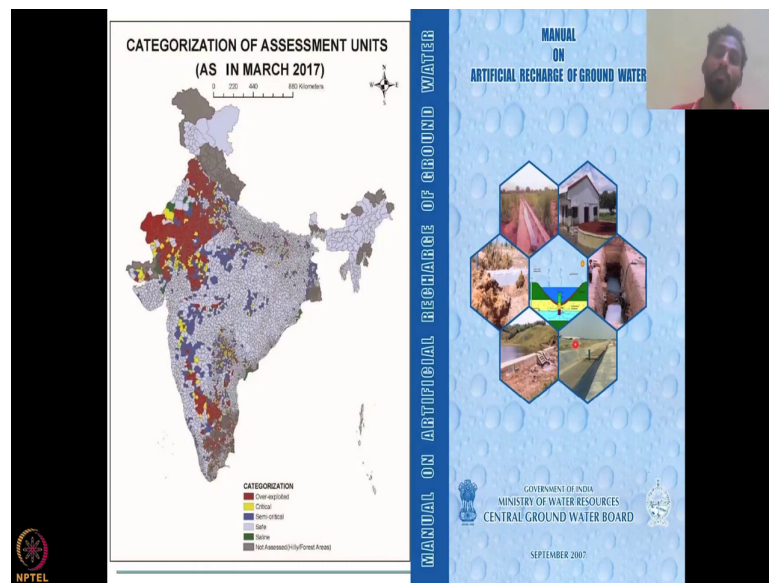 CATEGORIZATION OF ASSESSMENT UNITS
(AS IN MARCH 2017)
N
W
E
S
0 220 440 880 Kilometers
CATEGORIZATION
Over-exploited
Critical
Semi-critical
Safe
Saline
Not Assessed(Hilly/Forest Areas)
MANUAL ON ARTIFICIAL RECHARGE OF GROUND WATER
MANUAL
ON
ARTIFICIAL RECHARGE OF GROUND WATER
GOVERNMENT OF INDIA
MINISTRY OF WATER RESOURCES
CENTRAL GROUND WATER BOARD
SEPTEMBER 2007
NPTEL